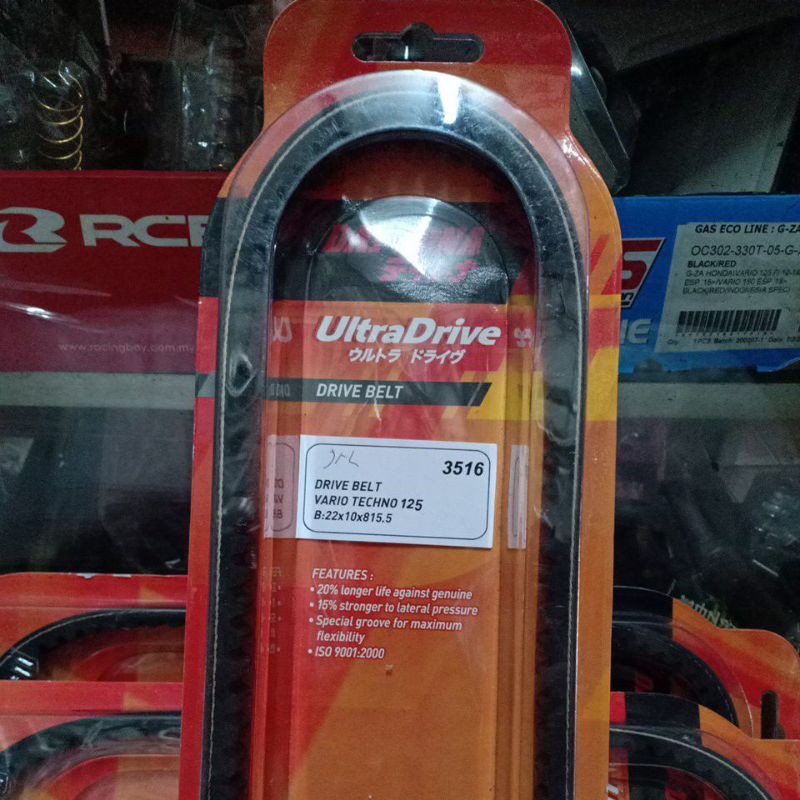 RCB
www.racingboy.com.my
DAYTONA
UltraDrive
ウルトラ ドライヴ
DRIVE BELT
3516
DRIVE BELT
VARIO TECHNO 125
B:22x10x815.5
FEATURES :
• 20% longer life against genuine
• 15% stronger to lateral pressure
• Special groove for maximum
flexibility
• ISO 9001:2000
GAS ECO LINE : G-ZA
OC302-330T-05-G-
BLACK/RED